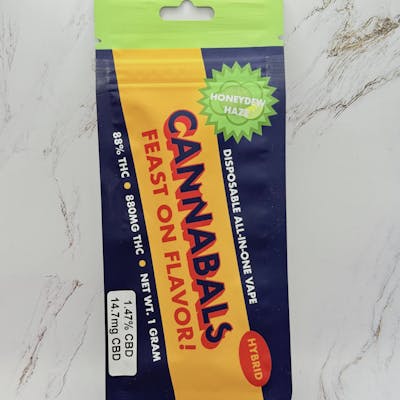 HONEYDEW
HAZE
DISPOSABLE ALL-IN-ONE VAPE
CANNABALS
FEAST ON FLAVOR!
88% THC • 880MG THC • NET WT. 1 GRAM
HYBRID
1.47% CBD
14.7mg CBD